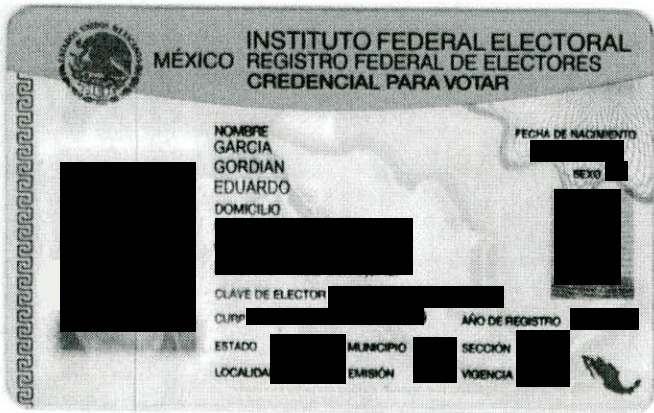 MÉXICO
INSTITUTO FEDERAL ELECTORAL
REGISTRO FEDERAL DE ELECTORES
CREDENCIAL PARA VOTAR
NOMBRE
GARCIA
GORDIAN
EDUARDO
FECHA DE NACIMIENTO
SEXO
DOMICILIO
CLAVE DE ELECTOR
CURP
AÑO DE REGISTRO
ESTADO MUNICIPIO SECCIÓN
LOCALIDA EMISIÓN VIGENCIA